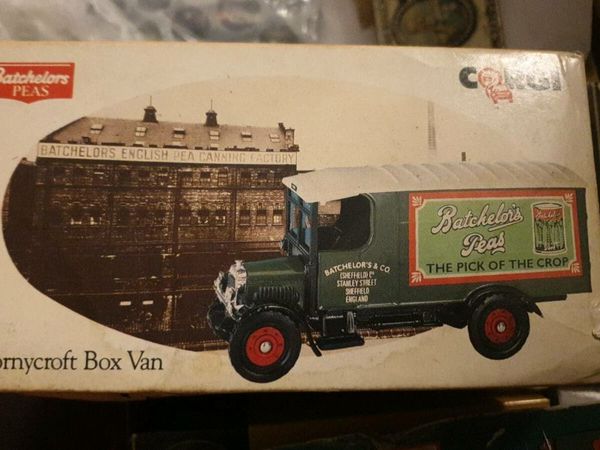 Batchelors
PEAS
CORGI
BATCHELORS ENGLISH PEA CANNING FACTORY
Batchelor's
Peas
THE PICK OF THE CROP
BATCHELOR'S & CO.
(SHEFFIELD) Ld
STANLEY STREET
SHEFFIELD
ENGLAND
ornycroft Box Van